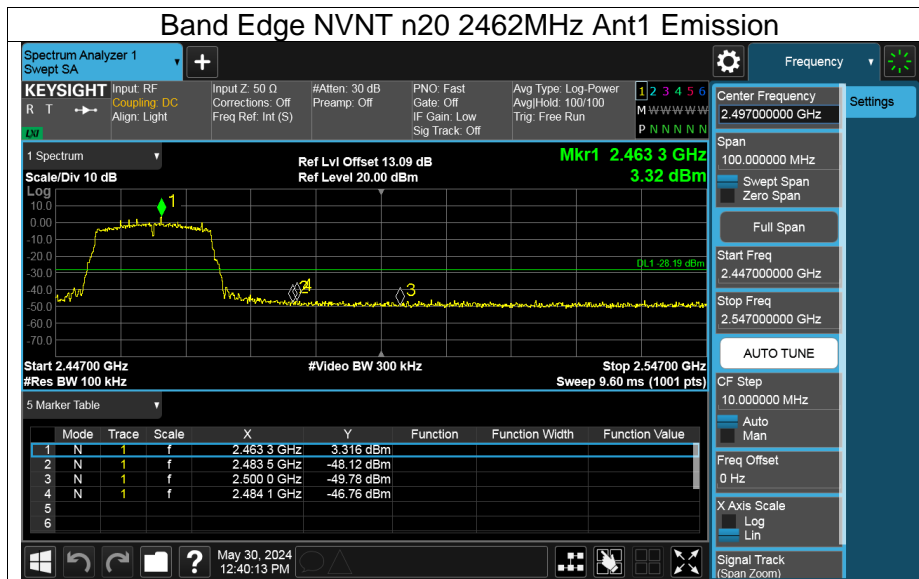 Band Edge NVNT n20 2462MHz Ant1 Emission
Spectrum Analyzer 1
Swept SA
+
Frequency
KEYSIGHT
R T
LXI
Input: RF
Coupling: DC
Align: Light
Input Z: 50 Ω
Corrections: Off
Freq Ref: Int (S)
#Atten: 30 dB
Preamp: Off
PNO: Fast
Gate: Off
IF Gain: Low
Sig Track: Off
Avg Type: Log-Power
Avg|Hold: 100/100
Trig: Free Run
1 2 3 4 5 6
M W W W W W
P N N N N N
1 Spectrum
Scale/Div 10 dB
Ref Lvl Offset 13.09 dB
Ref Level 20.00 dBm
Mkr1 2.463 3 GHz
3.32 dBm
Log
10.0
0.00
-10.0
-20.0
-30.0
-40.0
-50.0
-60.0
-70.0
1
2
4
3
DL1 -28.19 dBm
Start 2.44700 GHz
#Res BW 100 kHz
#Video BW 300 kHz
Stop 2.54700 GHz
Sweep 9.60 ms (1001 pts)
5 Marker Table
Mode Trace Scale X Y Function Function Width Function Value
1 N 1 f 2.463 3 GHz 3.316 dBm
2 N 1 f 2.483 5 GHz -48.12 dBm
3 N 1 f 2.500 0 GHz -49.78 dBm
4 N 1 f 2.484 1 GHz -46.76 dBm
5
6
?
May 30, 2024
12:40:13 PM
Center Frequency
2.497000000 GHz
Settings
Span
100.000000 MHz
Swept Span
Zero Span
Full Span
Start Freq
2.447000000 GHz
Stop Freq
2.547000000 GHz
AUTO TUNE
CF Step
10.000000 MHz
Auto
Man
Freq Offset
0 Hz
X Axis Scale
Log
Lin
Signal Track
(Span Zoom)